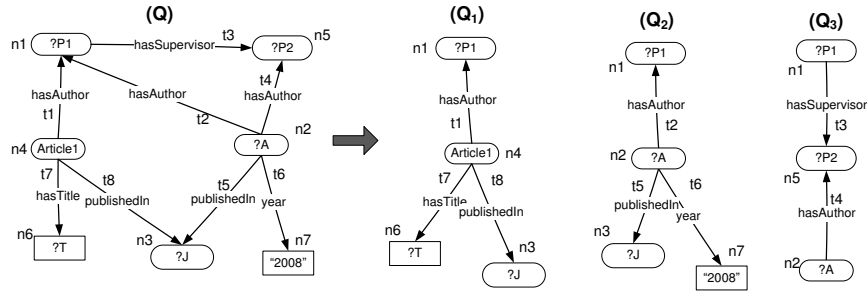 (Q)
n1
?P1
t3
hasSupervisor
?P2
n5
t4
hasAuthor
hasAuthor
hasAuthor
t1
t2
n4
Article1
?A
n2
t7
t8
hasTitle
publishedIn
t5
t6
publishedIn
year
n6
?T
n3
?J
n7
"2008"
(Q1)
n1
?P1
hasAuthor
t1
Article1
n4
t7
t8
hasTitle
publishedIn
n6
?T
n3
?J
(Q2)
?P1
n1
hasAuthor
t2
n2
?A
t5
t6
publishedIn
year
n3
?J
n7
"2008"
(Q3)
?P1
n1
hasSupervisor
t3
?P2
n5
t4
hasAuthor
n2
?A